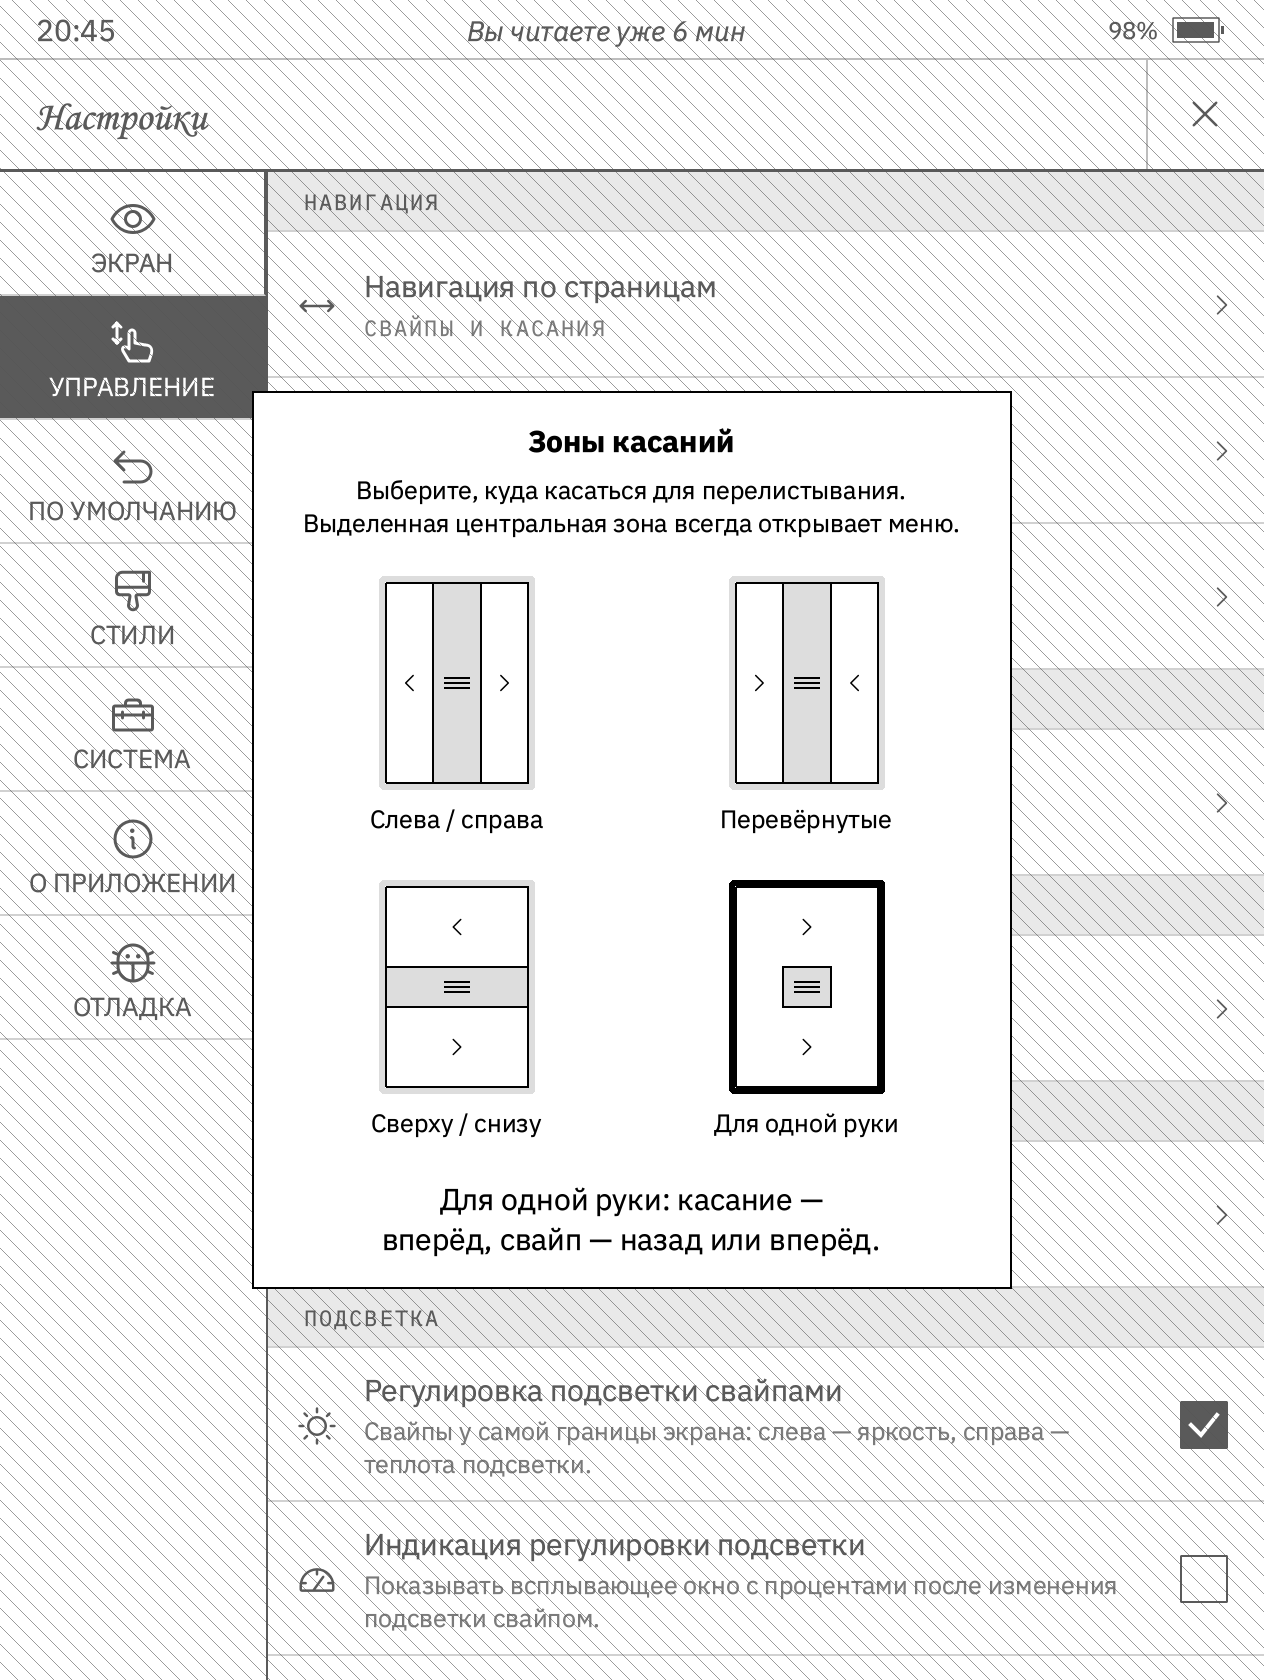 20:45
Вы читаете уже 6 мин
98%
Настройки
ЭКРАН
УПРАВЛЕНИЕ
ПО УМОЛЧАНИЮ
СТИЛИ
СИСТЕМА
О ПРИЛОЖЕНИИ
ОТЛАДКА
НАВИГАЦИЯ
Навигация по страницам
СВАЙПЫ И КАСАНИЯ
Зоны касаний
Выберите, куда касаться для перелистывания.
Выделенная центральная зона всегда открывает меню.
Слева / справа
Перевёрнутые
Сверху / снизу
Для одной руки
Для одной руки: касание —
вперёд, свайп — назад или вперёд.
ПОДСВЕТКА
Регулировка подсветки свайпами
Свайпы у самой границы экрана: слева — яркость, справа —
теплота подсветки.
Индикация регулировки подсветки
Показывать всплывающее окно с процентами после изменения
подсветки свайпом.